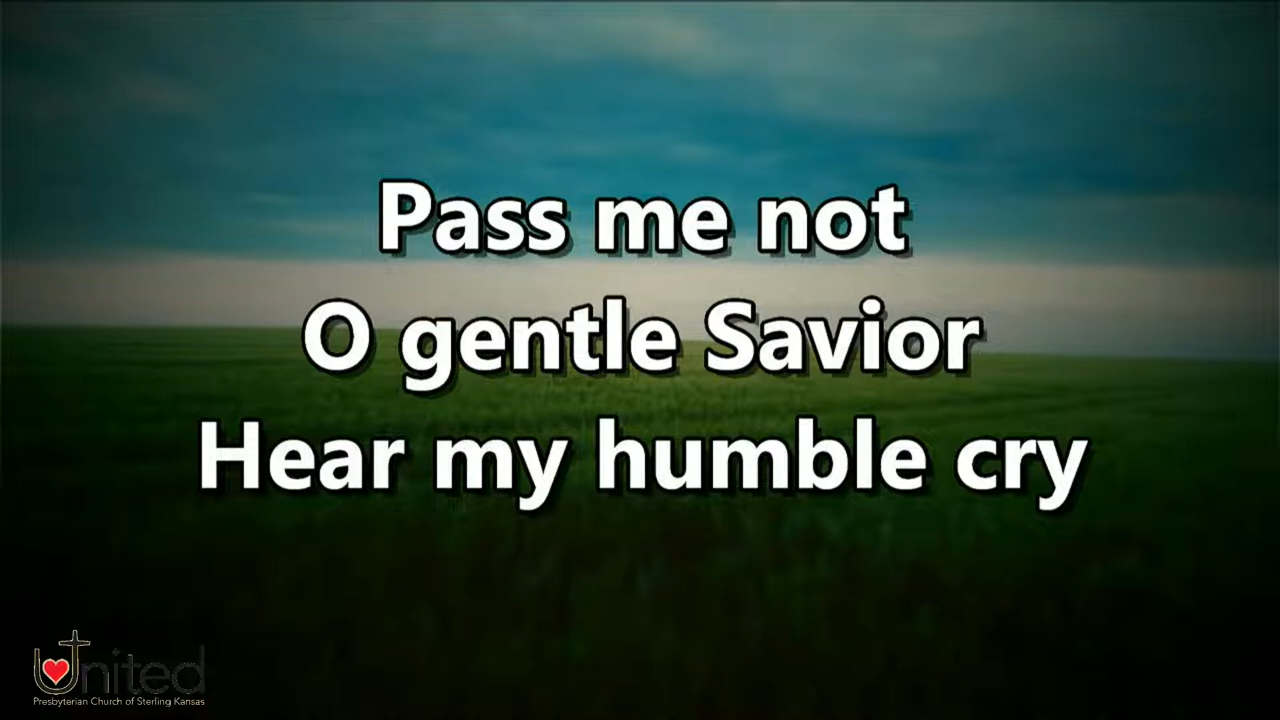 Pass me not
O gentle Savior
Hear my humble cry
United
Presbyterian Church of Sterling Kansas